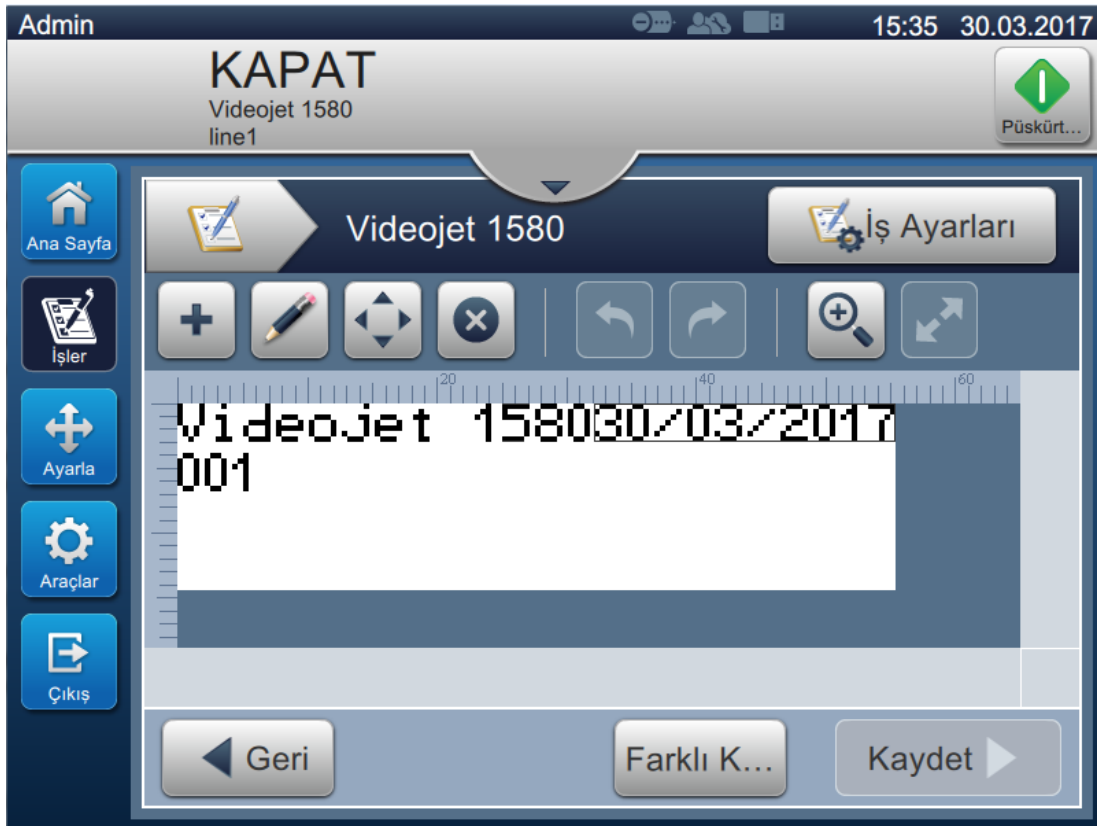 Admin 15:35 30.03.2017
KAPAT
Videojet 1580
line1
Püskürt...
Ana Sayfa
İşler
Ayarla
Araçlar
Çıkış
Videojet 1580
İş Ayarları
20 40 60
Videojet 158030/03/2017
001
Geri
Farklı K...
Kaydet